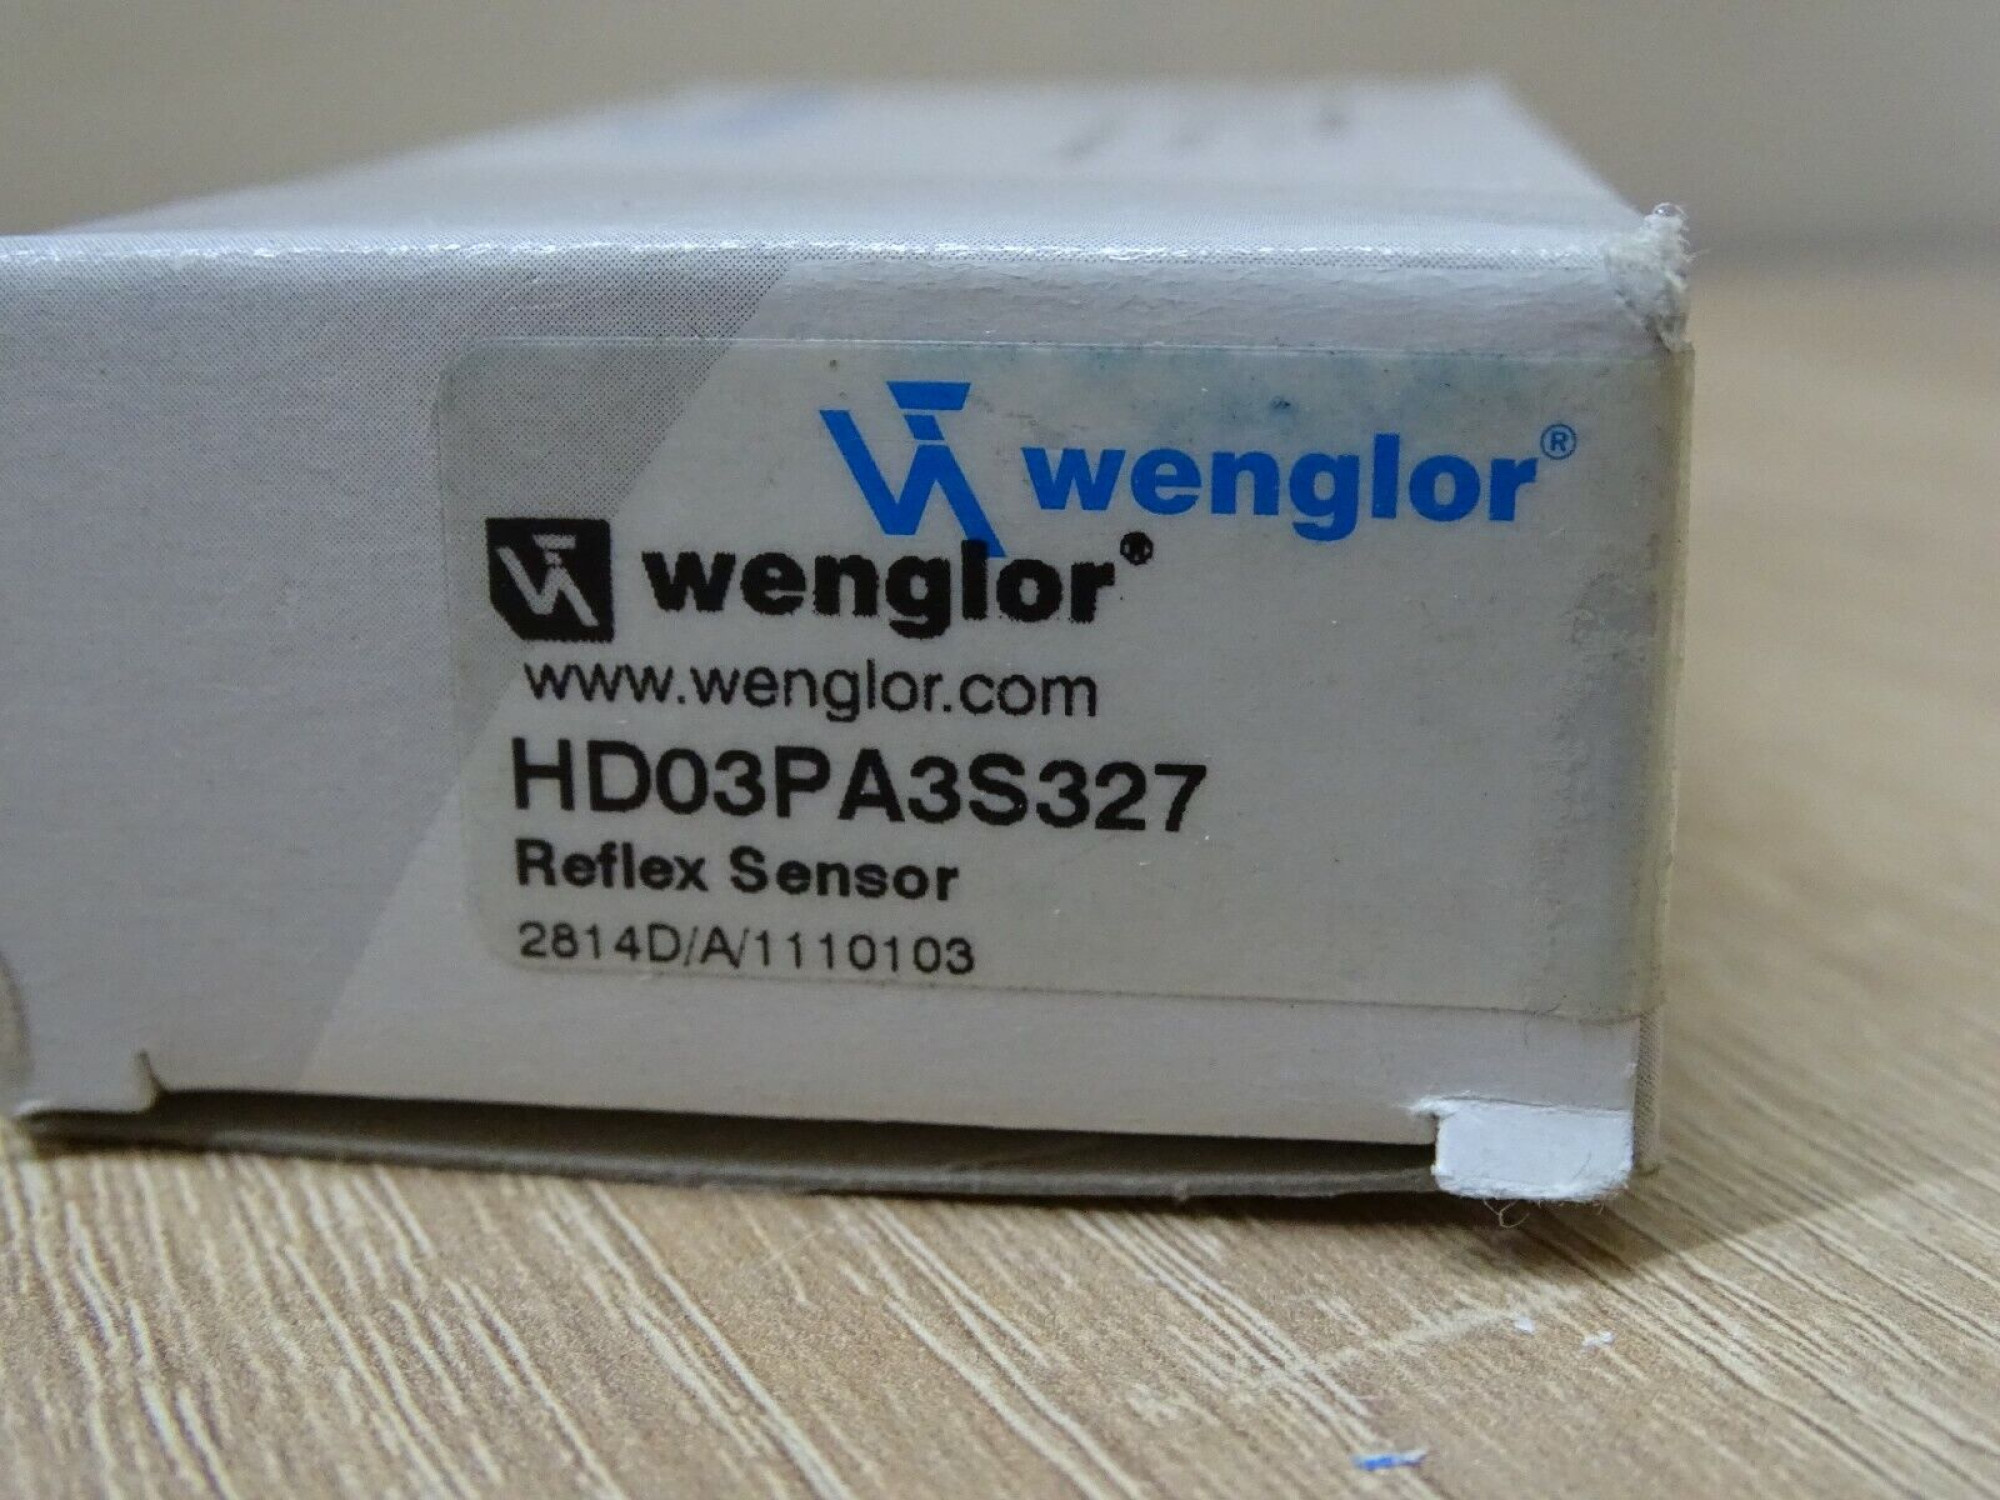 wenglor®
wenglor®
www.wenglor.com
HD03PA3S327
Reflex Sensor
2814D/A/1110103